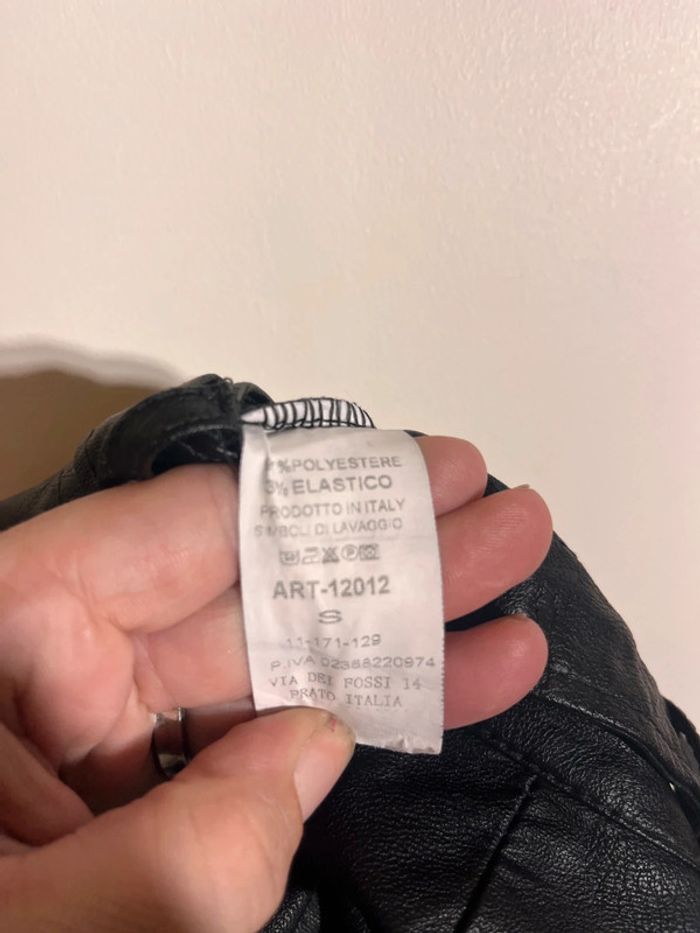 %POLYESTERE
3% ELASTICO
PRODOTTO IN ITALY
SIMBOLI DI LAVAGGIO
ART-12012
S
11-171-129
P.IVA 02388220974
VIA DEI FOSSI 14
PRATO ITALIA